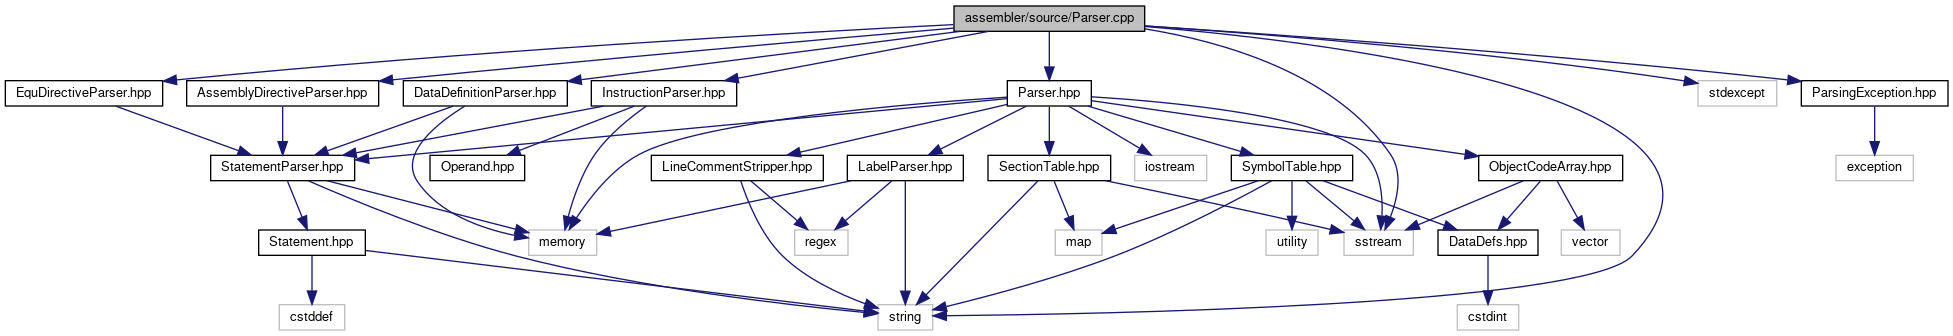 assembler/source/Parser.cpp
EquDirectiveParser.hpp
AssemblyDirectiveParser.hpp
DataDefinitionParser.hpp
InstructionParser.hpp
Parser.hpp
stdexcept
ParsingException.hpp
StatementParser.hpp
Operand.hpp
LineCommentStripper.hpp
LabelParser.hpp
SectionTable.hpp
iostream
SymbolTable.hpp
ObjectCodeArray.hpp
exception
Statement.hpp
memory
regex
map
utility
sstream
DataDefs.hpp
vector
cstddef
string
cstdint